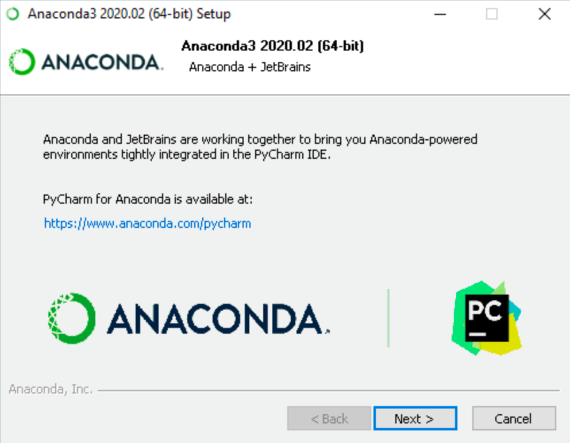 Anaconda3 2020.02 (64-bit) Setup
Anaconda3 2020.02 (64-bit)
ANACONDA.
Anaconda + JetBrains
Anaconda and JetBrains are working together to bring you Anaconda-powered
environments tightly integrated in the PyCharm IDE.
PyCharm for Anaconda is available at:
https://www.anaconda.com/pycharm
ANACONDA.
PC
Anaconda, Inc.
< Back
Next >
Cancel